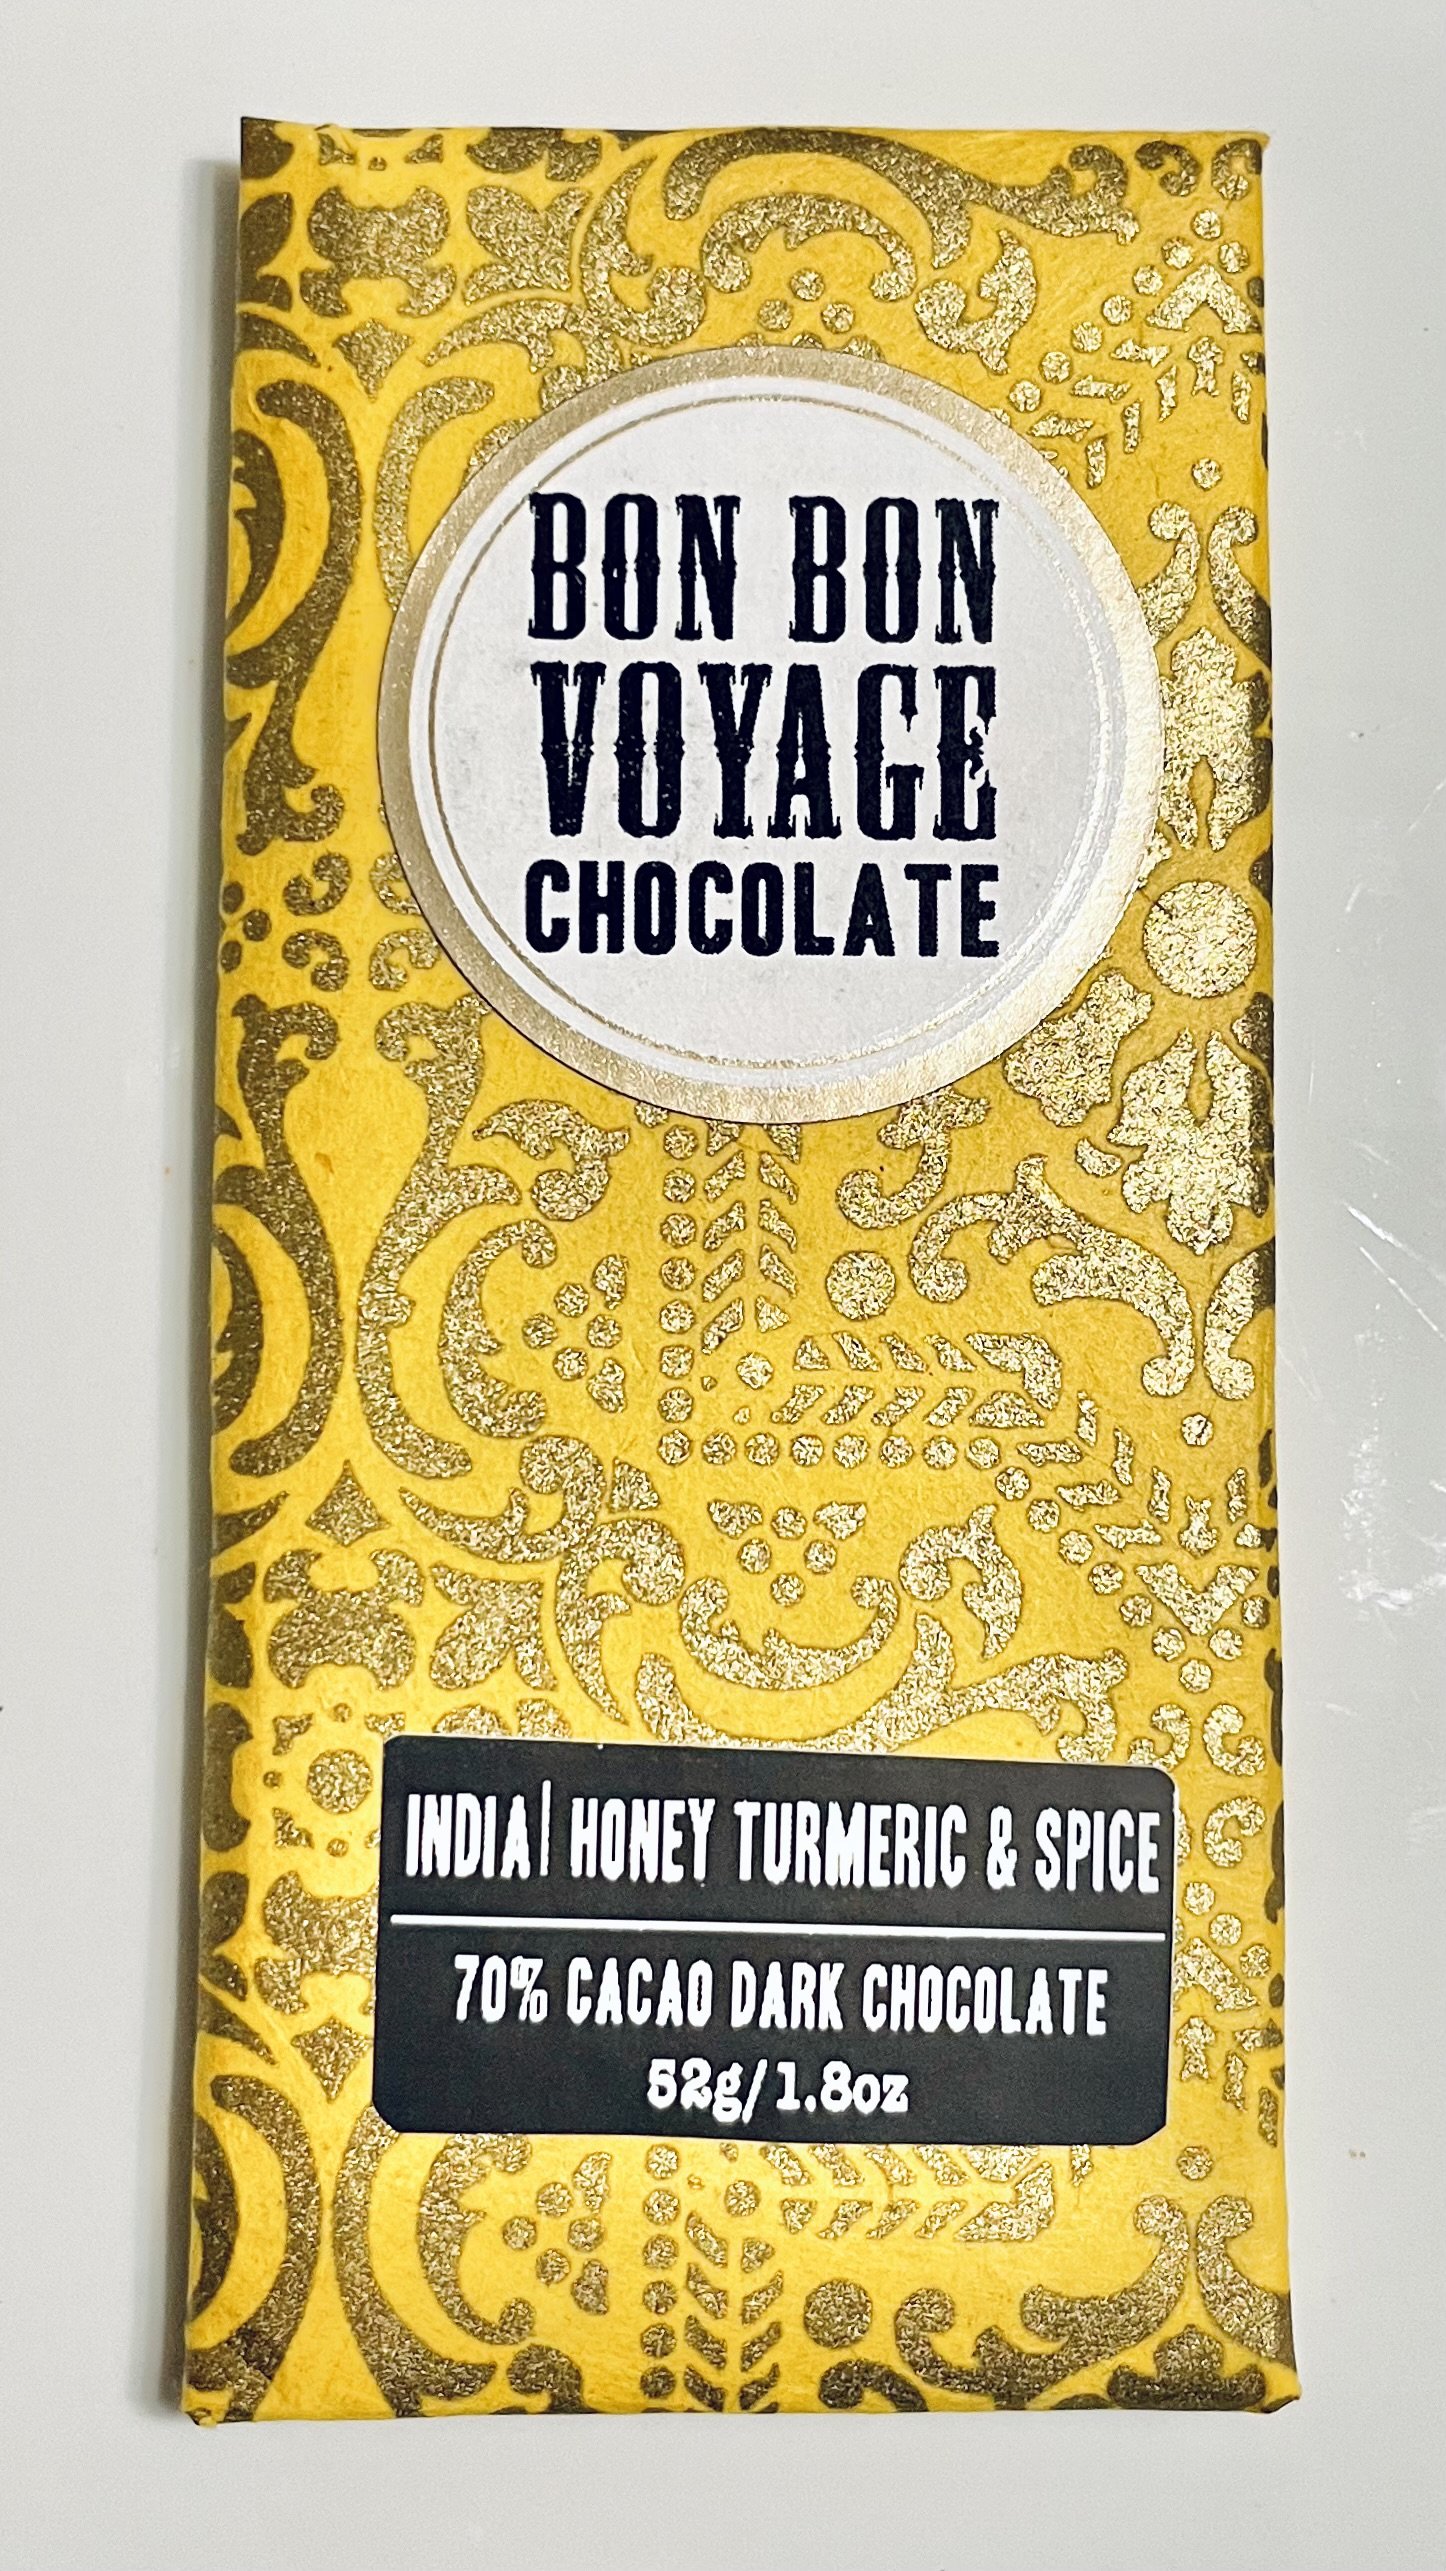 BON BON
VOYAGE
CHOCOLATE
INDIA| HONEY TURMERIC & SPICE
70% CACAO DARK CHOCOLATE
52g/1.8oz